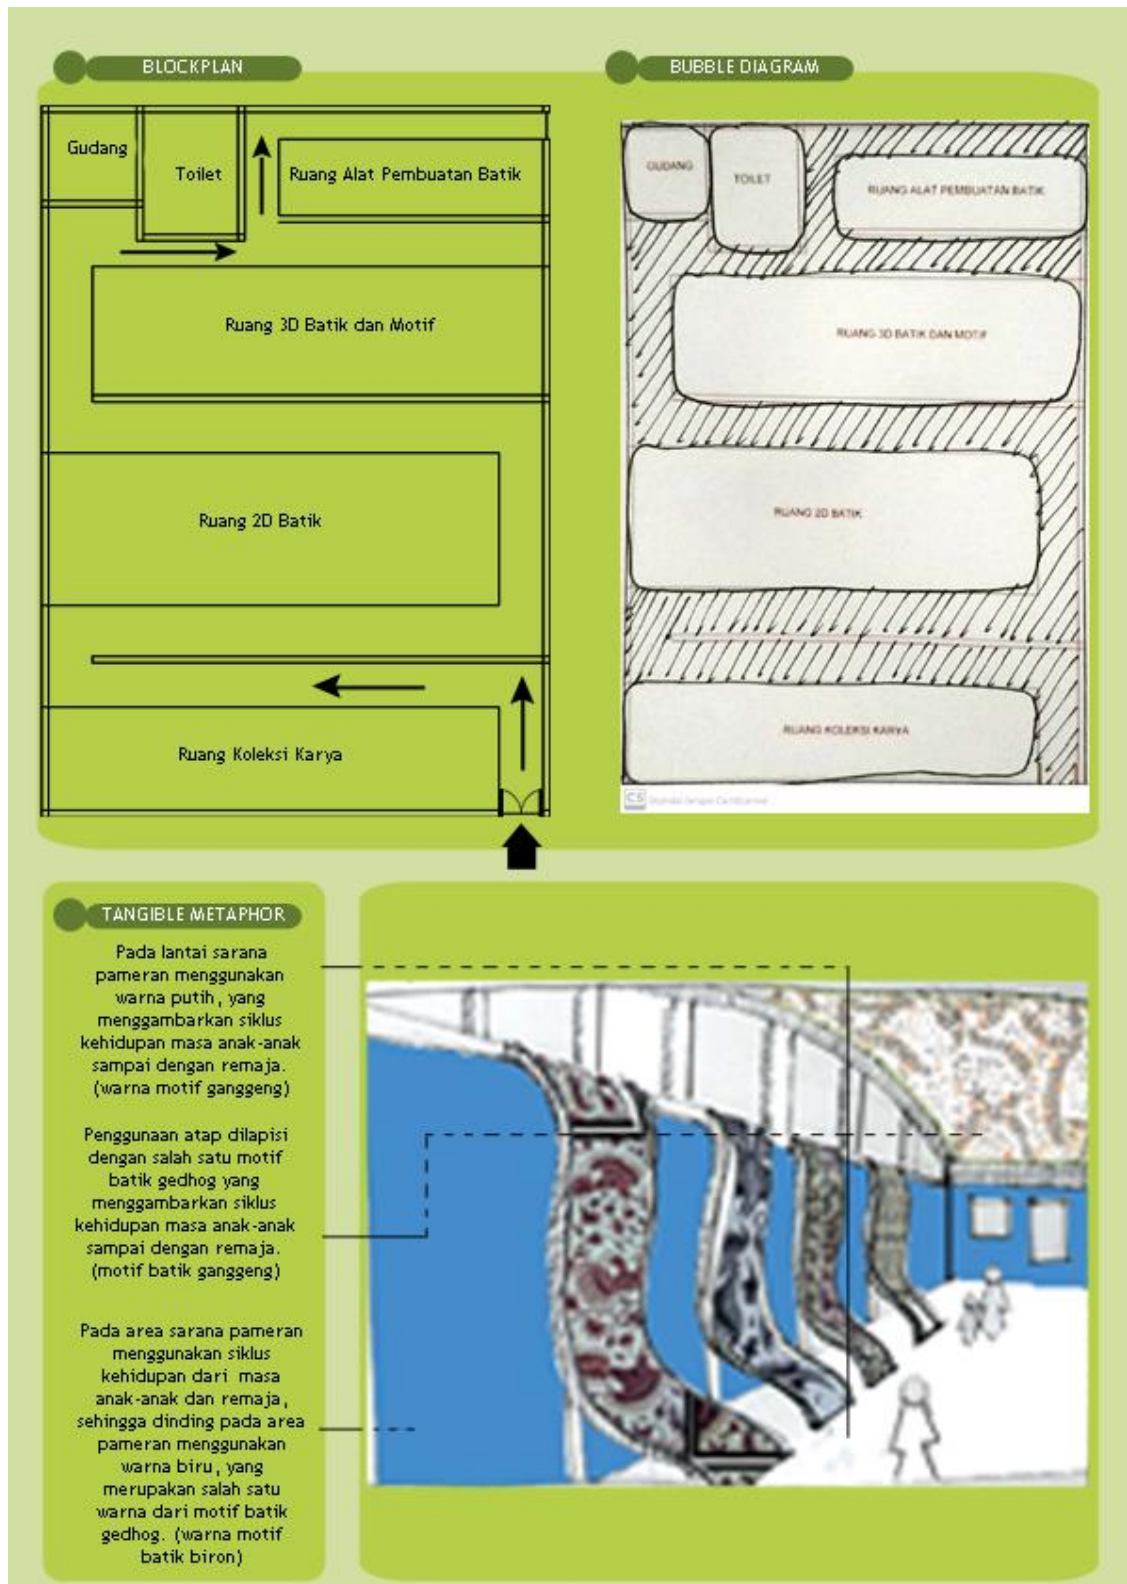 BLOCKPLAN
Gudang
Toilet
Ruang Alat Pembuatan Batik
Ruang 3D Batik dan Motif
Ruang 2D Batik
Ruang Koleksi Karya
BUBBLE DIAGRAM
GUDANG
TOILET
RUANG ALAT PEMBUATAN BATIK
RUANG 3D BATIK DAN MOTIF
RUANG 2D BATIK
RUANG KOLEKSI KARYA
CS Dipindai dengan CamScanner
TANGIBLE METAPHOR
Pada lantai sarana
pameran menggunakan
warna putih, yang
menggambarkan siklus
kehidupan masa anak-anak
sampai dengan remaja.
(warna motif ganggeng)
Penggunaan atap dilapisi
dengan salah satu motif
batik gedhog yang
menggambarkan siklus
kehidupan masa anak-anak
sampai dengan remaja.
(motif batik ganggeng)
Pada area sarana pameran
menggunakan siklus
kehidupan dari masa
anak-anak dan remaja,
sehingga dinding pada area
pameran menggunakan
warna biru, yang
merupakan salah satu
warna dari motif batik
gedhog. (warna motif
batik biron)